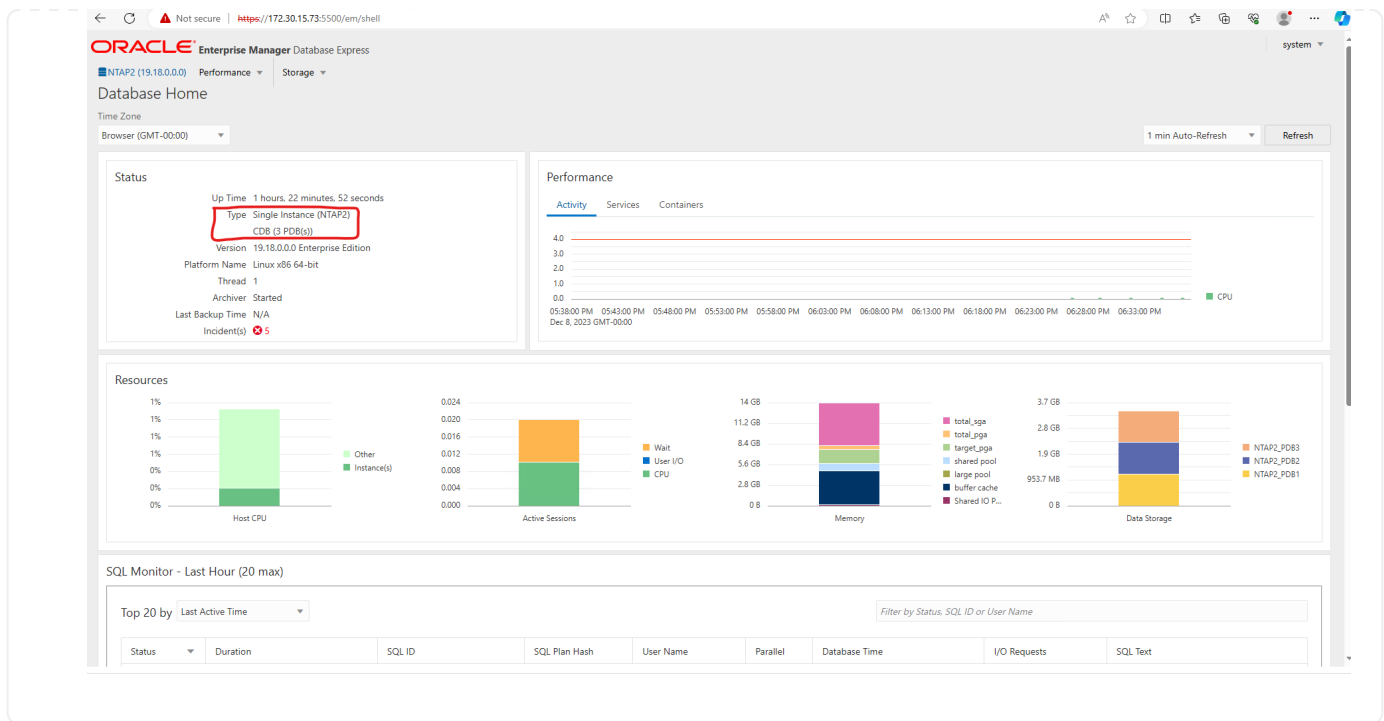 Not secure | https://172.30.15.73:5500/em/shell
ORACLE Enterprise Manager Database Express
system
NTAP2 (19.18.0.0.0) Performance Storage
Database Home
Time Zone
Browser (GMT-00:00)
1 min Auto-Refresh Refresh
Status
Up Time 1 hours, 22 minutes, 52 seconds
Type Single Instance (NTAP2)
CDB (3 PDB(s))
Version 19.18.0.0.0 Enterprise Edition
Platform Name Linux x86 64-bit
Thread 1
Archiver Started
Last Backup Time N/A
Incident(s) 5
Performance
Activity Services Containers
4.0
3.0
2.0
1.0
0.0
CPU
05:38:00 PM 05:43:00 PM 05:48:00 PM 05:53:00 PM 05:58:00 PM 06:03:00 PM 06:08:00 PM 06:13:00 PM 06:18:00 PM 06:23:00 PM 06:28:00 PM 06:33:00 PM
Dec 8, 2023 GMT-00:00
Resources
1%
1%
1%
1%
0%
0%
0%
Other
Instance(s)
Host CPU
0.024
0.020
0.016
0.012
0.008
0.004
0.000
Wait
User I/O
CPU
Active Sessions
14 GB
11.2 GB
8.4 GB
5.6 GB
2.8 GB
0 B
total_sga
total_pga
target_pga
shared pool
large pool
buffer cache
Shared IO P...
Memory
3.7 GB
2.8 GB
1.9 GB
953.7 MB
0 B
NTAP2_PDB3
NTAP2_PDB2
NTAP2_PDB1
Data Storage
SQL Monitor - Last Hour (20 max)
Top 20 by Last Active Time
Filter by Status, SQL ID or User Name
Status Duration SQL ID SQL Plan Hash User Name Parallel Database Time I/O Requests SQL Text